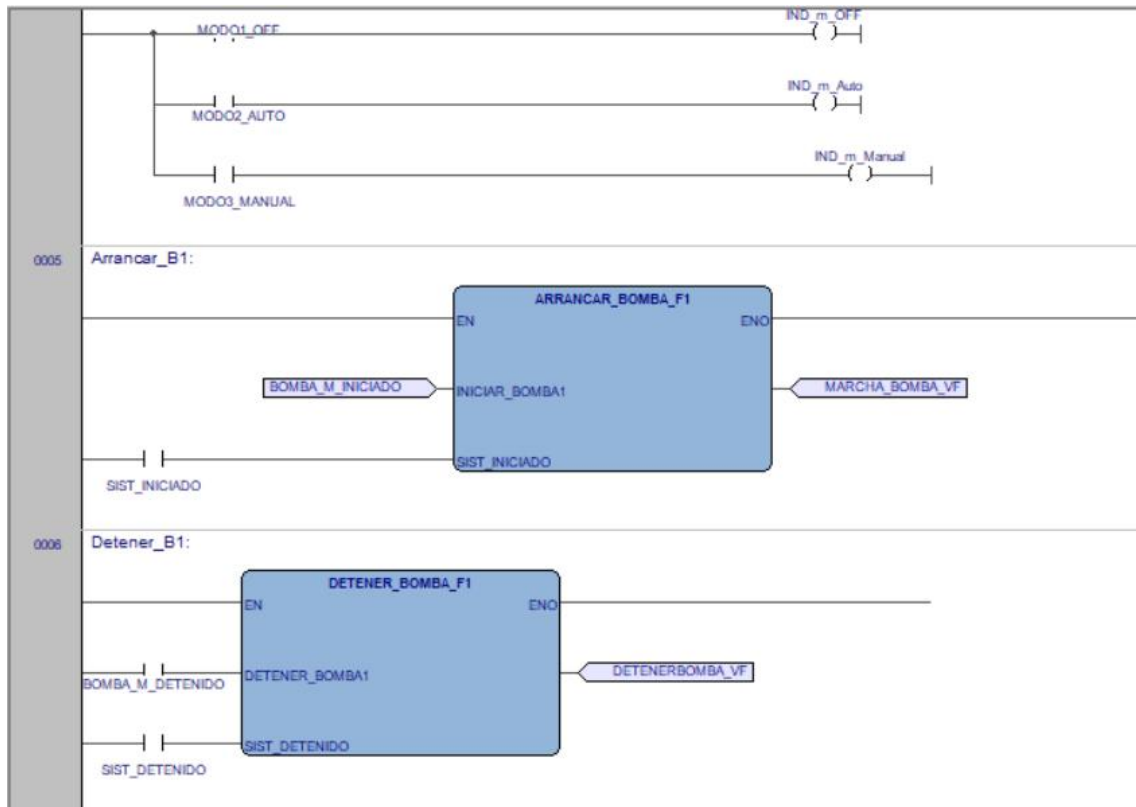 IND_m_OFF
MODO1_OFF
IND_m_Auto
MODO2_AUTO
IND_m_Manual
MODO3_MANUAL
0005 Arrancar_B1:
ARRANCAR_BOMBA_F1
EN ENO
BOMBA_M_INICIADO INICIAR_BOMBA1 MARCHA_BOMBA_VF
SIST_INICIADO
SIST_INICIADO
0006 Detener_B1:
DETENER_BOMBA_F1
EN ENO
DETENER_BOMBA1 DETENERBOMBA_VF
BOMBA_M_DETENIDO
SIST_DETENIDO
SIST_DETENIDO